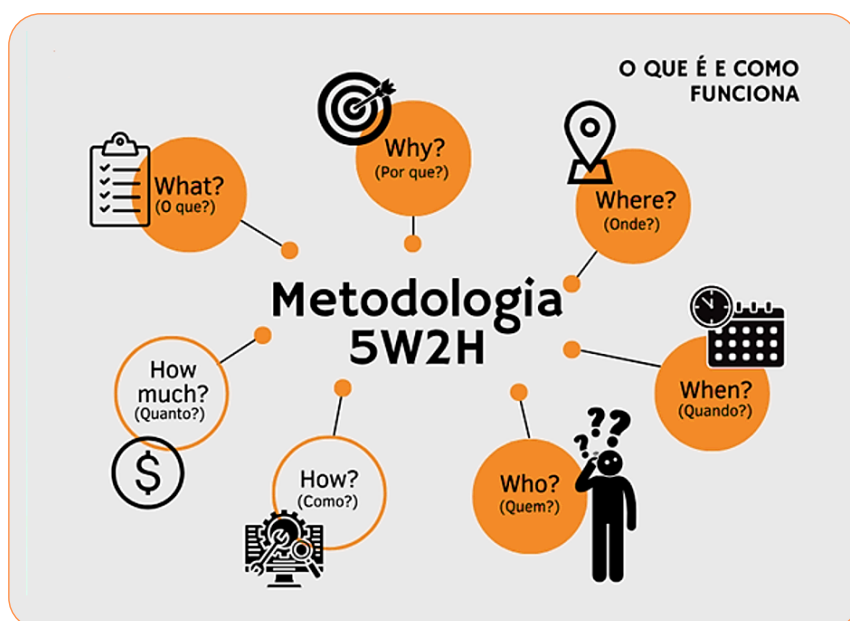 O QUE É E COMO
FUNCIONA
Why?
(Por que?)
What?
(O que?)
Where?
(Onde?)
Metodologia
5W2H
How
much?
(Quanto?)
When?
(Quando?)
How?
(Como?)
Who?
(Quem?)
$
? ? ?